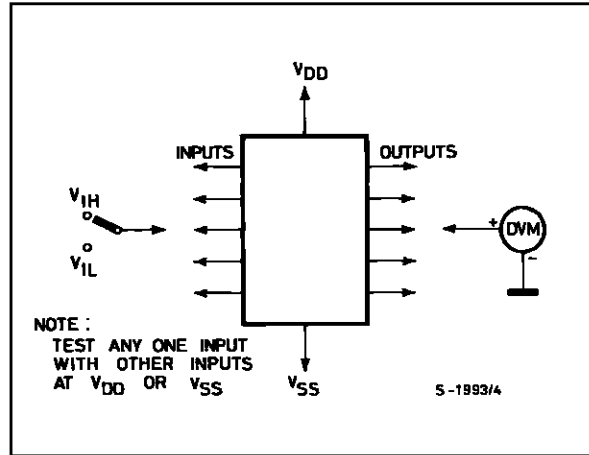 VDD
INPUTS
OUTPUTS
VIH
VIL
+
DVM
-
NOTE :
TEST ANY ONE INPUT
WITH OTHER INPUTS
AT VDD OR VSS
VSS
S-1993/4